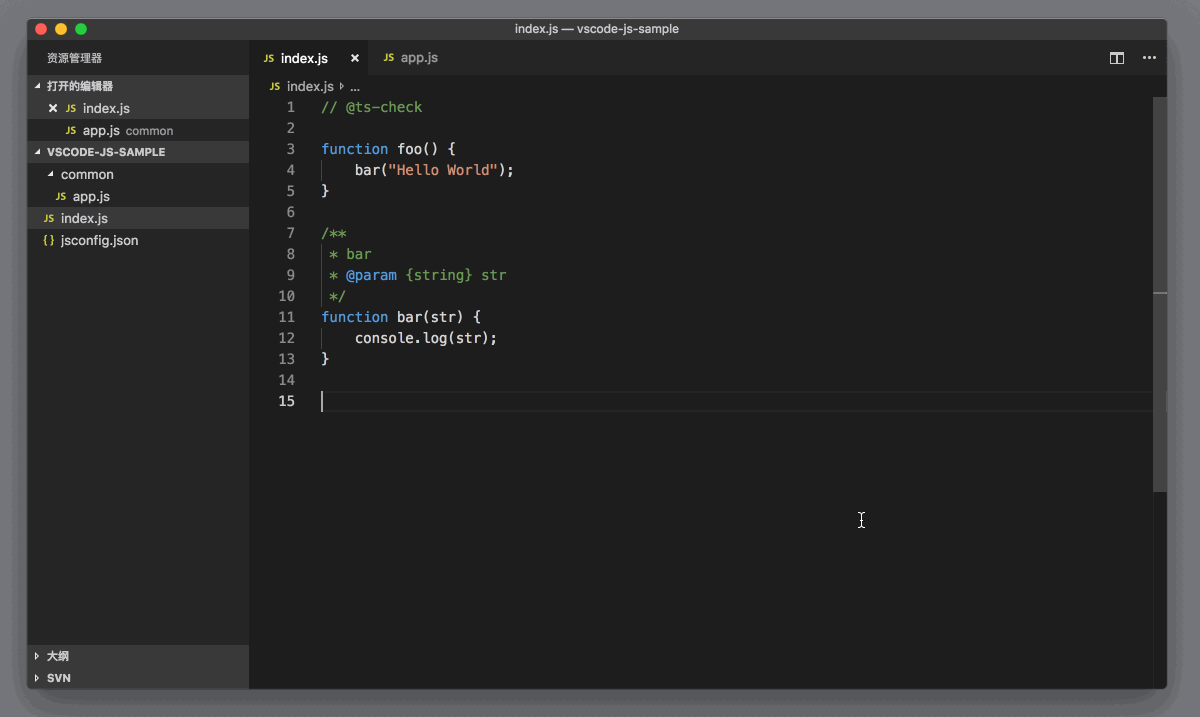 index.js — vscode-js-sample
资源管理器
打开的编辑器
JS index.js
JS app.js common
VSCODE-JS-SAMPLE
common
JS app.js
JS index.js
{} jsconfig.json
大纲
SVN
JS index.js
JS app.js
JS index.js ...
1 // @ts-check
2
3 function foo() {
4 bar("Hello World");
5 }
6
7 /**
8 * bar
9 * @param {string} str
10 */
11 function bar(str) {
12 console.log(str);
13 }
14
15